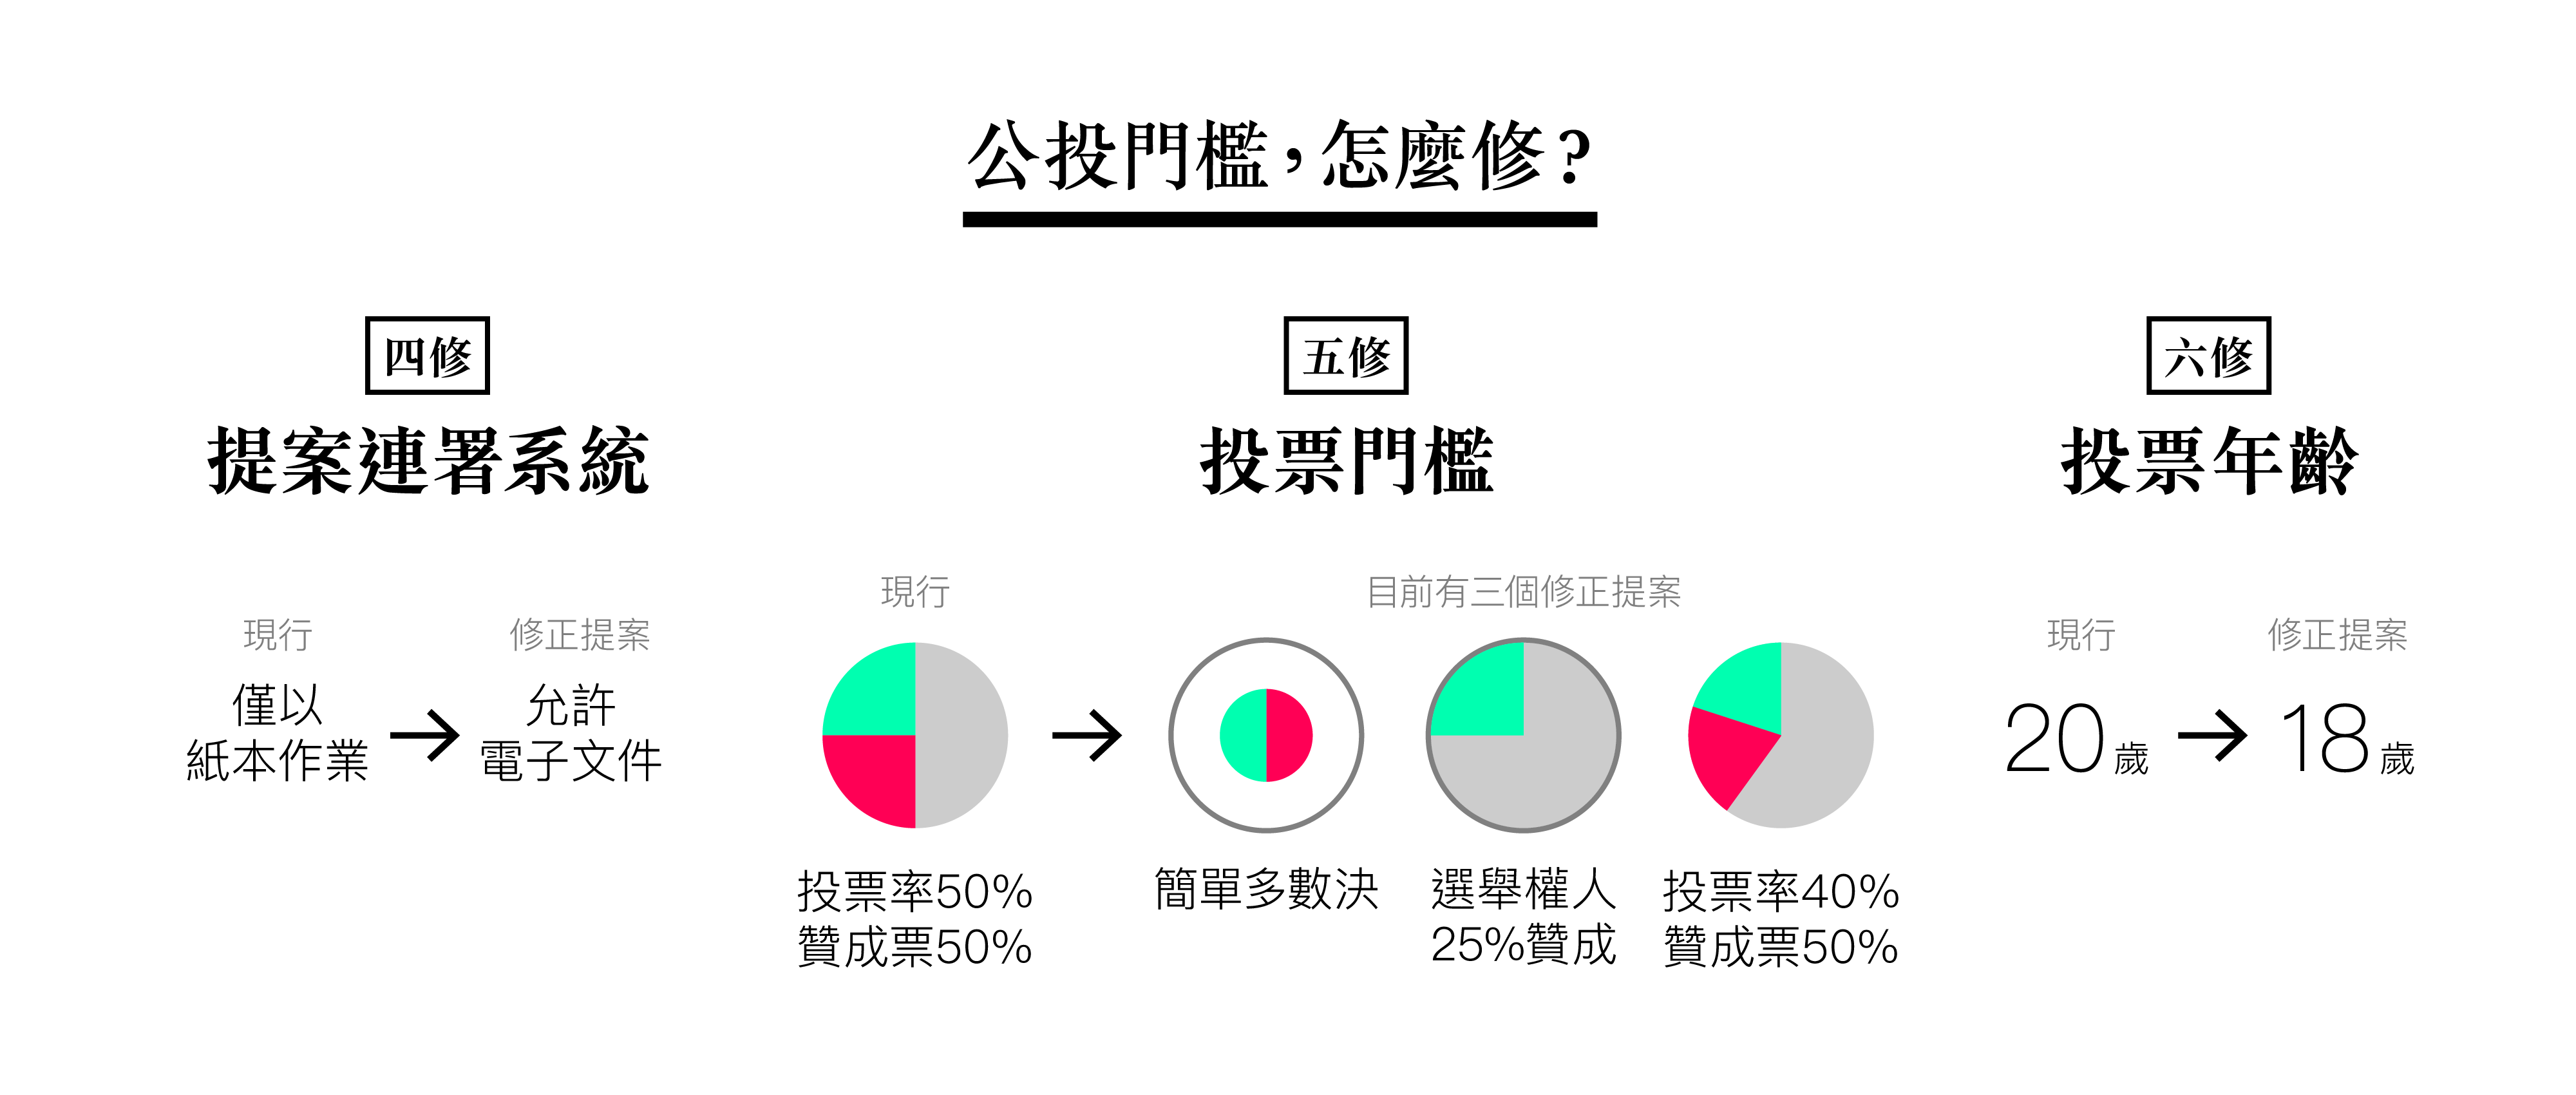 公投門檻，怎麼修？
四修
提案連署系統
現行
僅以
紙本作業
修正提案
允許
電子文件
五修
投票門檻
現行
投票率50%
贊成票50%
目前有三個修正提案
簡單多數決
選舉權人
25%贊成
投票率40%
贊成票50%
六修
投票年齡
現行
20歲
修正提案
18歲